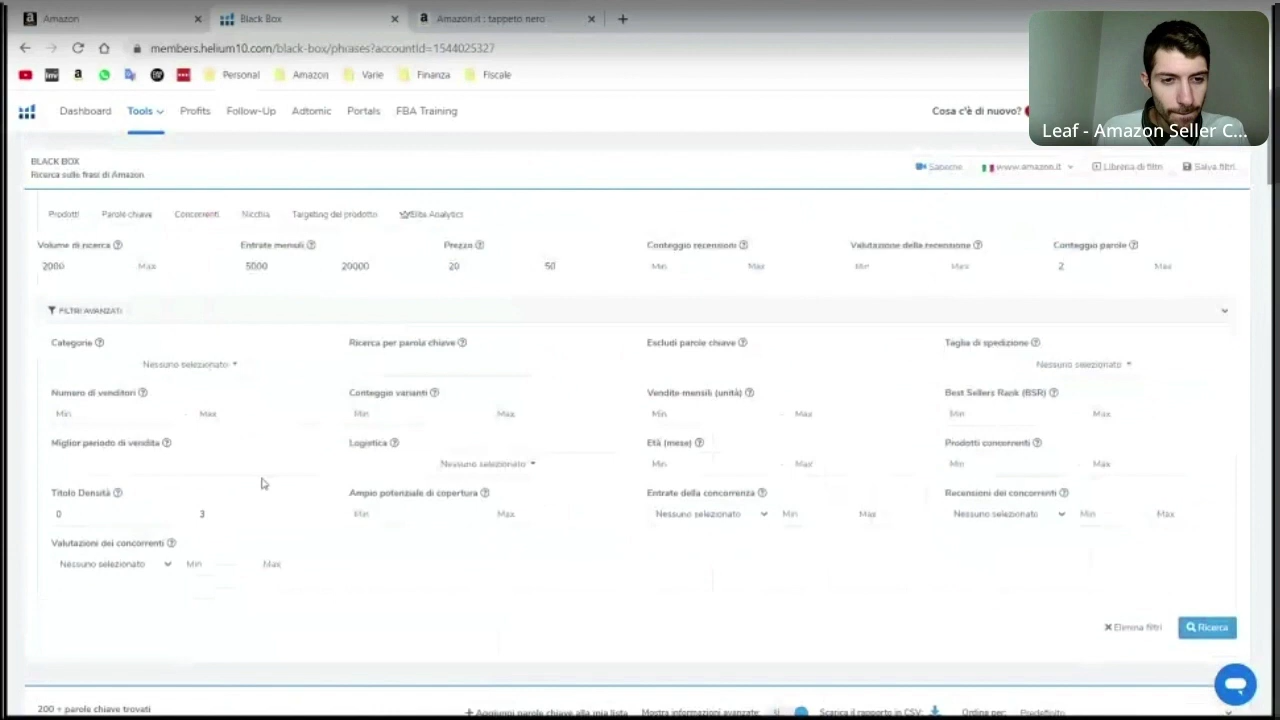 Amazon
Black Box
Amazon.it : tappeto nero
members.helium10.com/black-box/phrases?accountId=1544025327
Personal Amazon Varie Finanza Fiscale
Dashboard Tools Profits Follow-Up Adtomic Portals FBA Training Cosa c'è di nuovo?
Leaf - Amazon Seller C...
BLACK BOX
Ricerca sulle frasi di Amazon
Saperne www.amazon.it Libreria di filtri Salva filtri
Prodotti Parole chiave Concorrenti Nicchia Targeting del prodotto Elite Analytics
Volume di ricerca Entrate mensili Prezzo Conteggio recensioni Valutazione della recensione Conteggio parole
2000 Max 5000 20000 20 50 Min Max Min Max 2 Max
FILTRI AVANZATI
Categorie Ricerca per parola chiave Escludi parole chiave Taglia di spedizione
Nessuno selezionato Nessuno selezionato
Numero di venditori Conteggio varianti Vendite mensili (unità) Best Sellers Rank (BSR)
Min - Max Min Max Min - Max Min Max
Miglior periodo di vendita Logistica Età (mese) Prodotti concorrenti
Nessuno selezionato Min - Max Min - Max
Titolo Densità Ampio potenziale di copertura Entrate della concorrenza Recensioni dei concorrenti
0 3 Min Max Nessuno selezionato Min Max Nessuno selezionato Min Max
Valutazioni dei concorrenti
Nessuno selezionato Min Max
Elimina filtri Ricerca
200 + parole chiave trovati
+ Aggiungi parole chiave alla mia lista Mostra informazioni avanzate: Scarica il rapporto in CSV: Ordina per: Predefinito